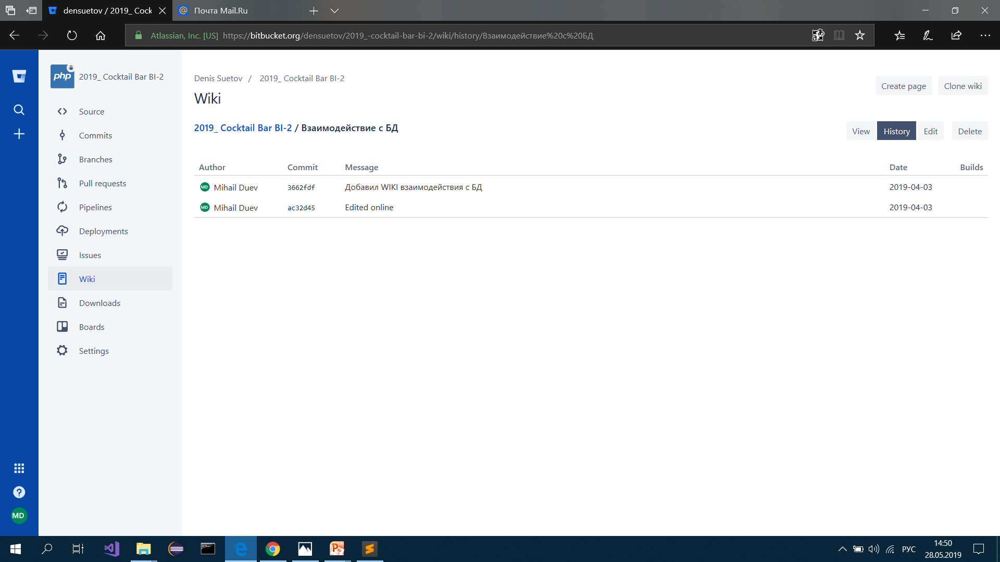 densuetov / 2019_ Cock
Почта Mail.Ru
Atlassian, Inc. [US] https://bitbucket.org/densuetov/2019_-cocktail-bar-bi-2/wiki/history/Взаимодействие%20с%20БД
php
2019_ Cocktail Bar BI-2
Source
Commits
Branches
Pull requests
Pipelines
Deployments
Issues
Wiki
Downloads
Boards
Settings
MD
Denis Suetov / 2019_ Cocktail Bar BI-2
Create page
Clone wiki
Wiki
2019_ Cocktail Bar BI-2 / Взаимодействие с БД
View History Edit Delete
Author Commit Message Date Builds
MD Mihail Duev 3662fdf Добавил WIKI взаимодействия с БД 2019-04-03
MD Mihail Duev ac32d45 Edited online 2019-04-03
РУС
14:50
28.05.2019